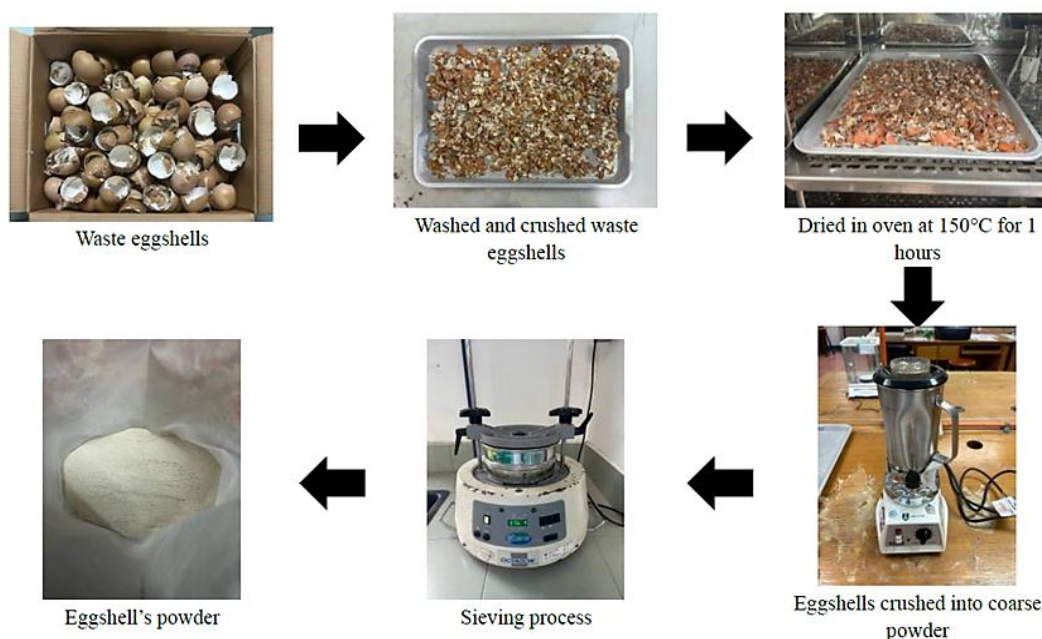 Waste eggshells
Washed and crushed waste
eggshells
Dried in oven at 150°C for 1
hours
Eggshells crushed into coarse
powder
Sieving process
Eggshell’s powder